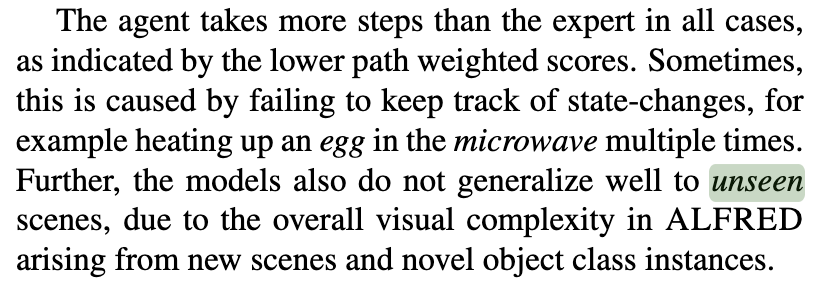 The agent takes more steps than the expert in all cases,
as indicated by the lower path weighted scores. Sometimes,
this is caused by failing to keep track of state-changes, for
example heating up an egg in the microwave multiple times.
Further, the models also do not generalize well to unseen
scenes, due to the overall visual complexity in ALFRED
arising from new scenes and novel object class instances.